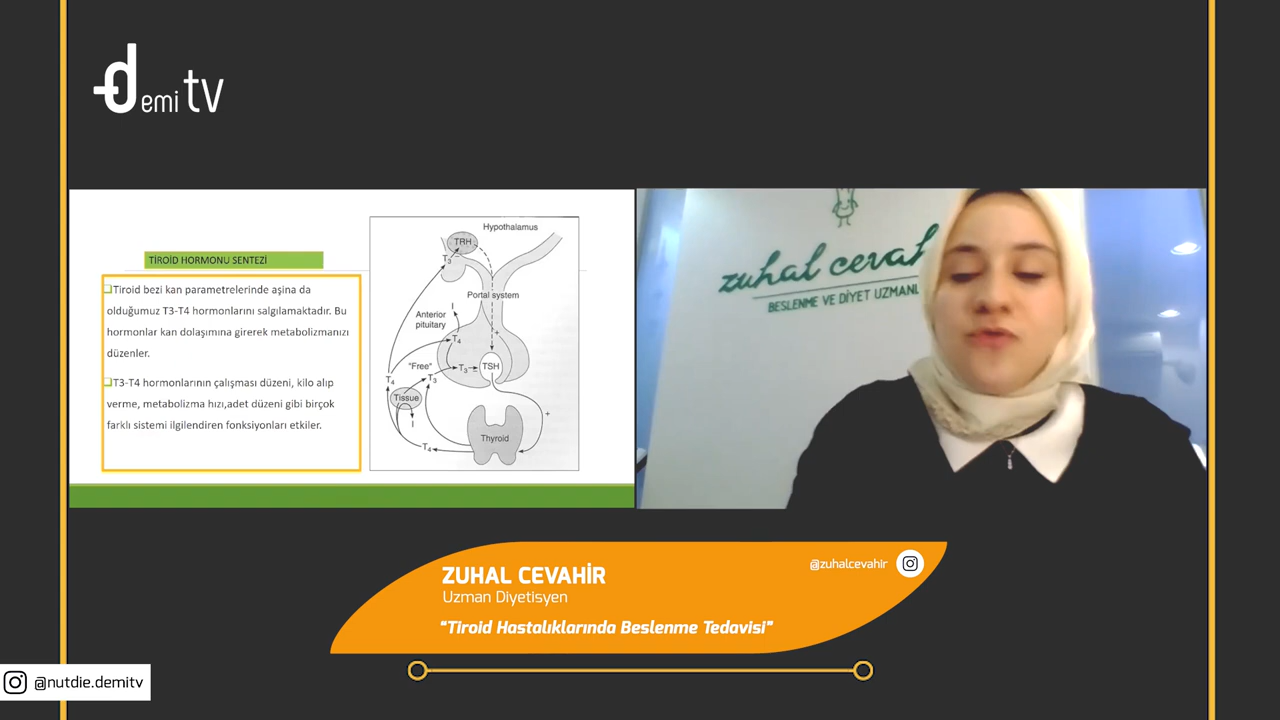 demi tv
TİROİD HORMONU SENTEZİ
Tiroid bezi kan parametrelerinde aşina da
olduğumuz T3-T4 hormonlarını salgılamaktadır. Bu
hormonlar kan dolaşımına girerek metabolizmanızı
düzenler.
T3-T4 hormonlarının çalışması düzeni, kilo alıp
verme, metabolizma hızı,adet düzeni gibi birçok
farklı sistemi ilgilendiren fonksiyonları etkiler.
Hypothalamus
TRH
T3
Portal system
I
Anterior
pituitary
+
T4
"Free"
T3
TSH
T4
T3
Tissue
I
+
Thyroid
T4
zuhal cevah
BESLENME VE DİYET UZMANI
ZUHAL CEVAHİR
@zuhalcevahir
Uzman Diyetisyen
"Tiroid Hastalıklarında Beslenme Tedavisi"
@nutdie.demitv